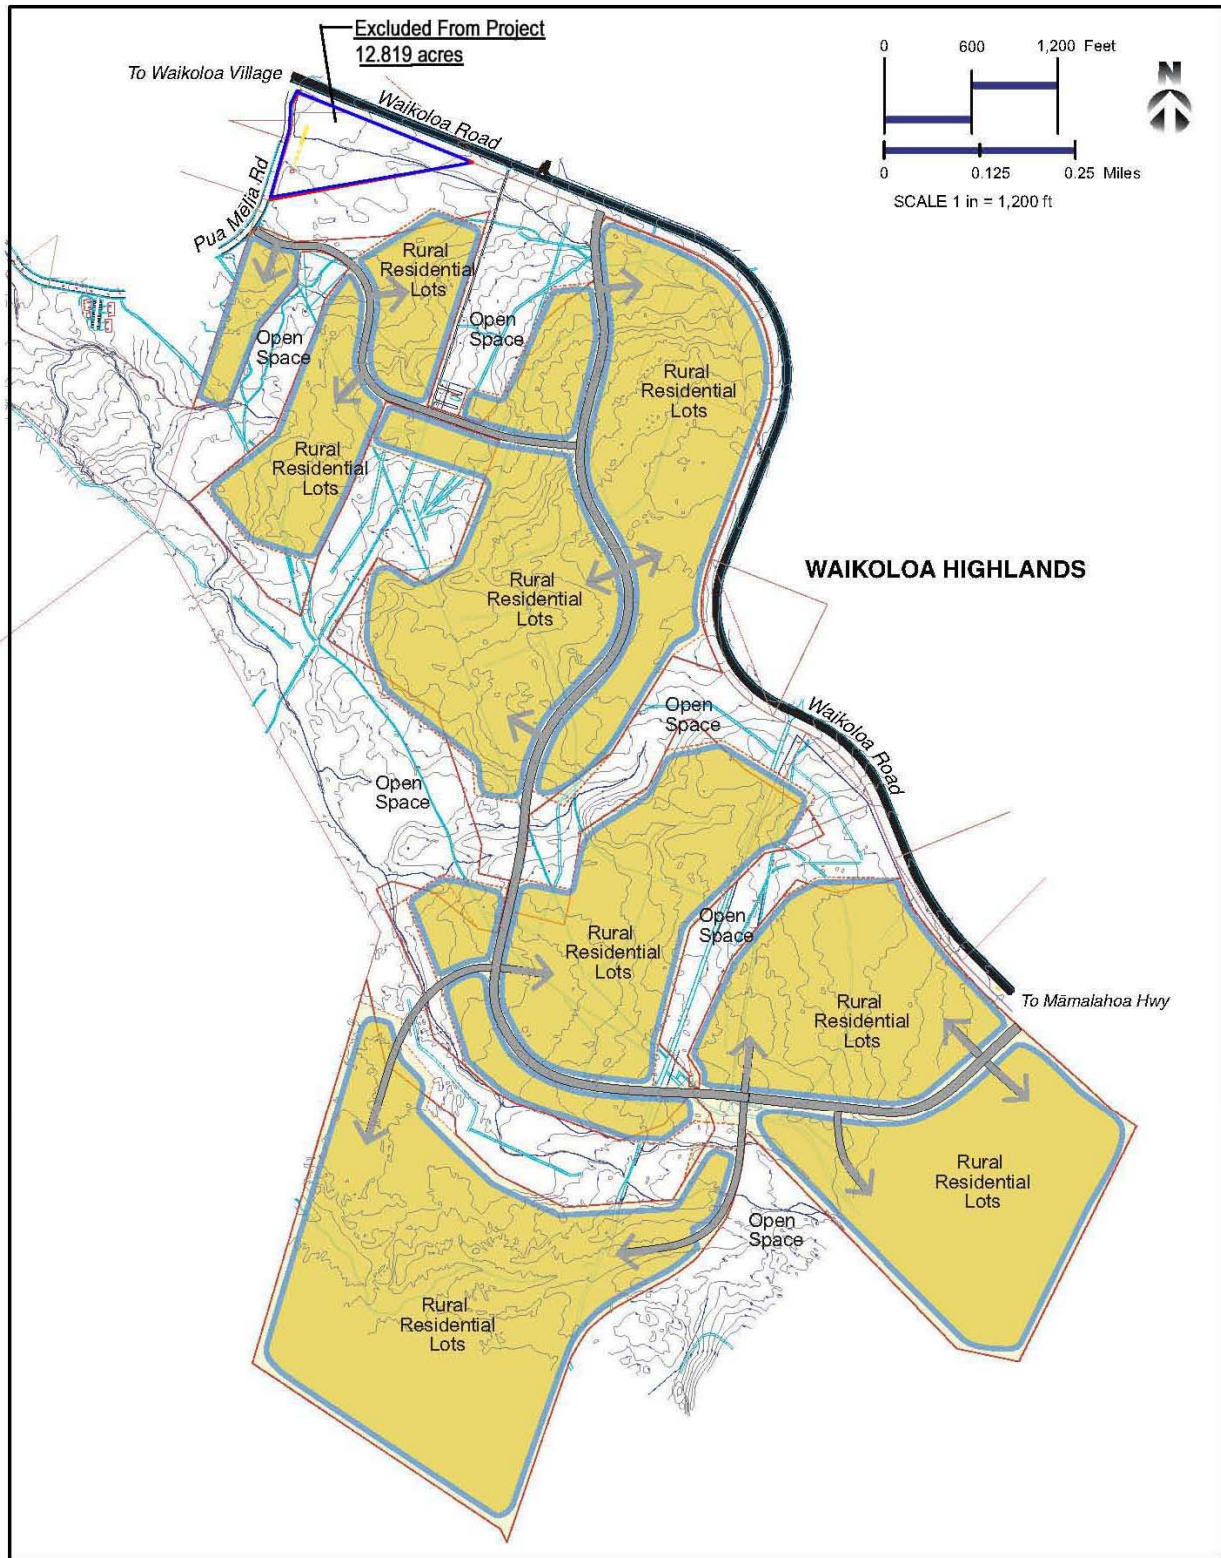 Excluded From Project
12.819 acres
To Waikoloa Village
Waikoloa Road
Pua Mēlia Rd
0 600 1,200 Feet
0 0.125 0.25 Miles
SCALE 1 in = 1,200 ft
N
Rural
Residential
Lots
Open
Space
Open
Space
Rural
Residential
Lots
Rural
Residential
Lots
Rural
Residential
Lots
WAIKOLOA HIGHLANDS
Open
Space
Waikoloa Road
Open
Space
Rural
Residential
Lots
Open
Space
Rural
Residential
Lots
To Māmalahoa Hwy
Rural
Residential
Lots
Open
Space
Rural
Residential
Lots